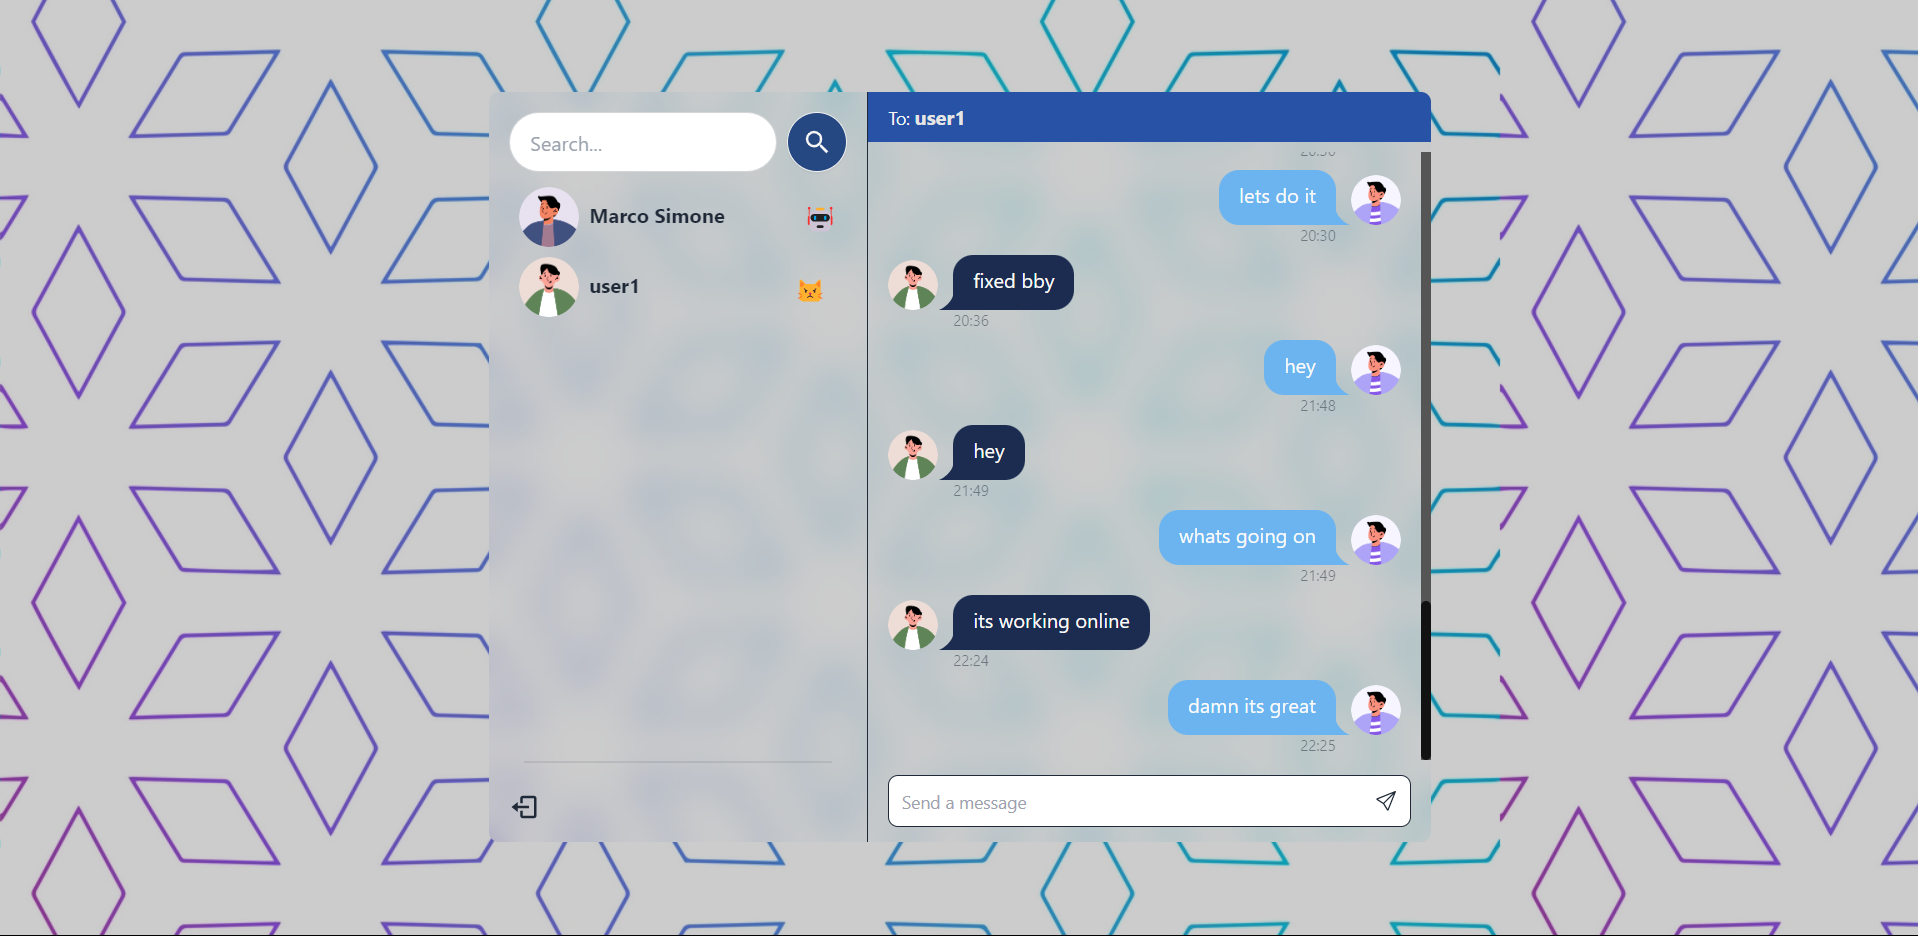 Search...
Marco Simone
user1
To: user1
lets do it
20:30
fixed bby
20:36
hey
21:48
hey
21:49
whats going on
21:49
its working online
22:24
damn its great
22:25
Send a message